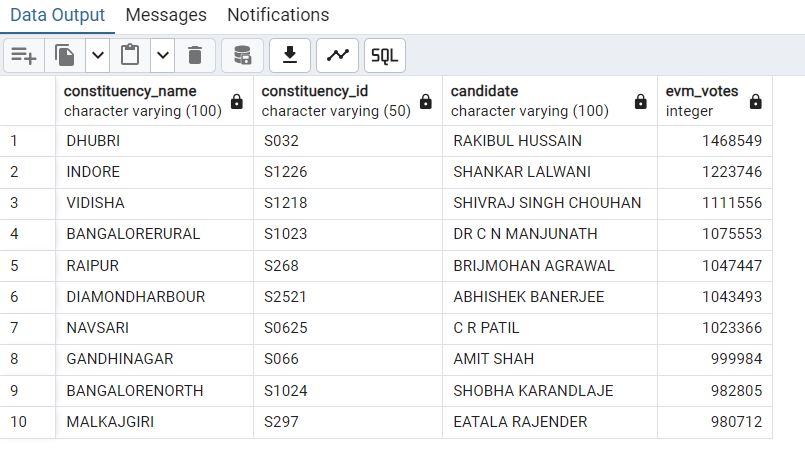 Data Output Messages Notifications
SQL
constituency_name constituency_id candidate evm_votes
character varying (100) character varying (50) character varying (100) integer
1 DHUBRI S032 RAKIBUL HUSSAIN 1468549
2 INDORE S1226 SHANKAR LALWANI 1223746
3 VIDISHA S1218 SHIVRAJ SINGH CHOUHAN 1111556
4 BANGALORERURAL S1023 DR C N MANJUNATH 1075553
5 RAIPUR S268 BRIJMOHAN AGRAWAL 1047447
6 DIAMONDHARBOUR S2521 ABHISHEK BANERJEE 1043493
7 NAVSARI S0625 C R PATIL 1023366
8 GANDHINAGAR S066 AMIT SHAH 999984
9 BANGALORENORTH S1024 SHOBHA KARANDLAJE 982805
10 MALKAJGIRI S297 EATALA RAJENDER 980712